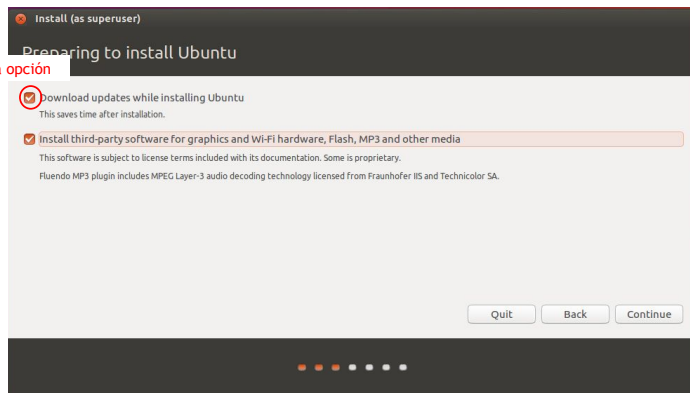 Install (as superuser)
Preparing to install Ubuntu
opción
Download updates while installing Ubuntu
This saves time after installation.
Install third-party software for graphics and Wi-Fi hardware, Flash, MP3 and other media
This software is subject to license terms included with its documentation. Some is proprietary.
Fluendo MP3 plugin includes MPEG Layer-3 audio decoding technology licensed from Fraunhofer IIS and Technicolor SA.
Quit
Back
Continue